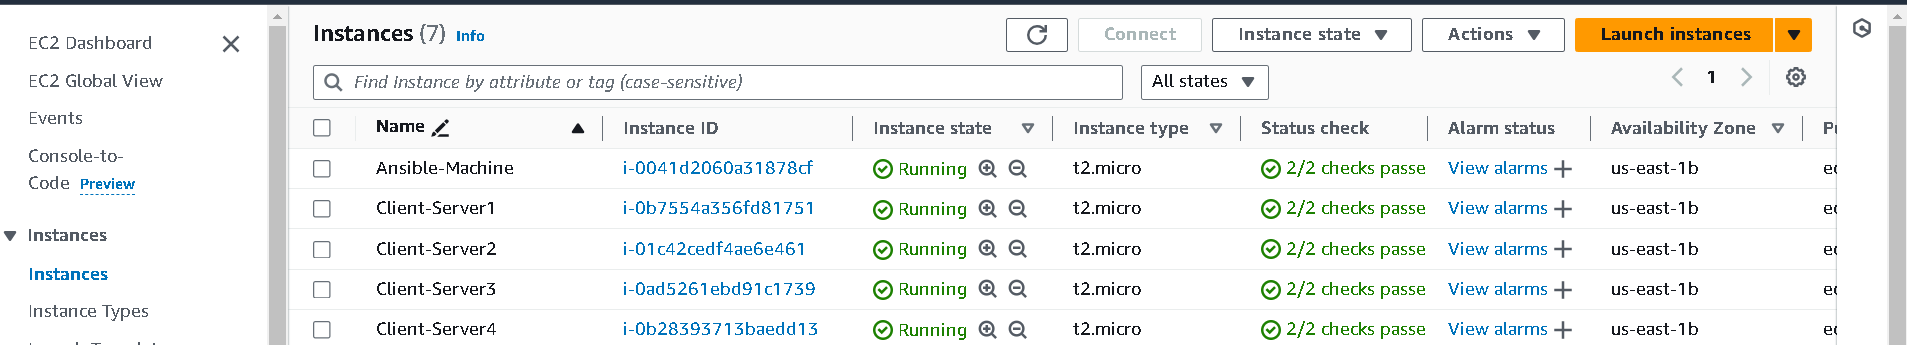 EC2 Dashboard
EC2 Global View
Events
Console-to-
Code Preview
Instances
Instances
Instance Types
Instances (7) Info
Connect
Instance state
Actions
Launch instances
Find Instance by attribute or tag (case-sensitive)
All states
1
Name Instance ID Instance state Instance type Status check Alarm status Availability Zone
Ansible-Machine i-0041d2060a31878cf Running t2.micro 2/2 checks passe View alarms + us-east-1b
Client-Server1 i-0b7554a356fd81751 Running t2.micro 2/2 checks passe View alarms + us-east-1b
Client-Server2 i-01c42cedf4ae6e461 Running t2.micro 2/2 checks passe View alarms + us-east-1b
Client-Server3 i-0ad5261ebd91c1739 Running t2.micro 2/2 checks passe View alarms + us-east-1b
Client-Server4 i-0b28393713baedd13 Running t2.micro 2/2 checks passe View alarms + us-east-1b